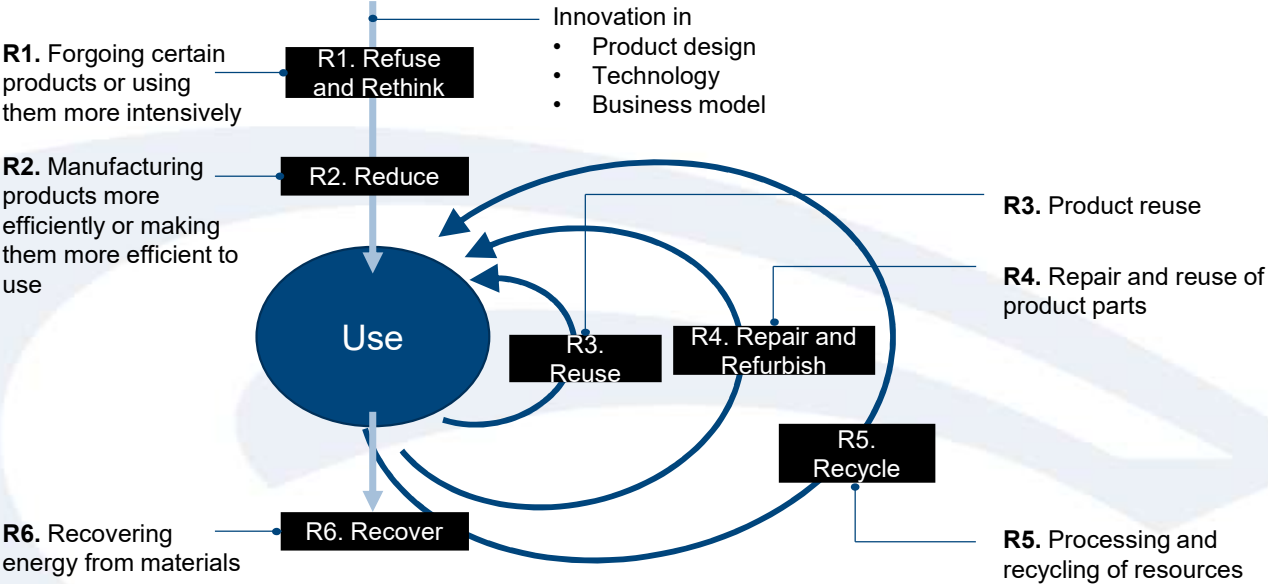 Innovation in
• Product design
• Technology
• Business model
R1. Forgoing certain
products or using
them more intensively
R1. Refuse
and Rethink
R2. Manufacturing
products more
efficiently or making
them more efficient to
use
R2. Reduce
R3. Product reuse
R4. Repair and reuse of
product parts
Use
R3.
Reuse
R4. Repair and
Refurbish
R5.
Recycle
R6. Recovering
energy from materials
R6. Recover
R5. Processing and
recycling of resources